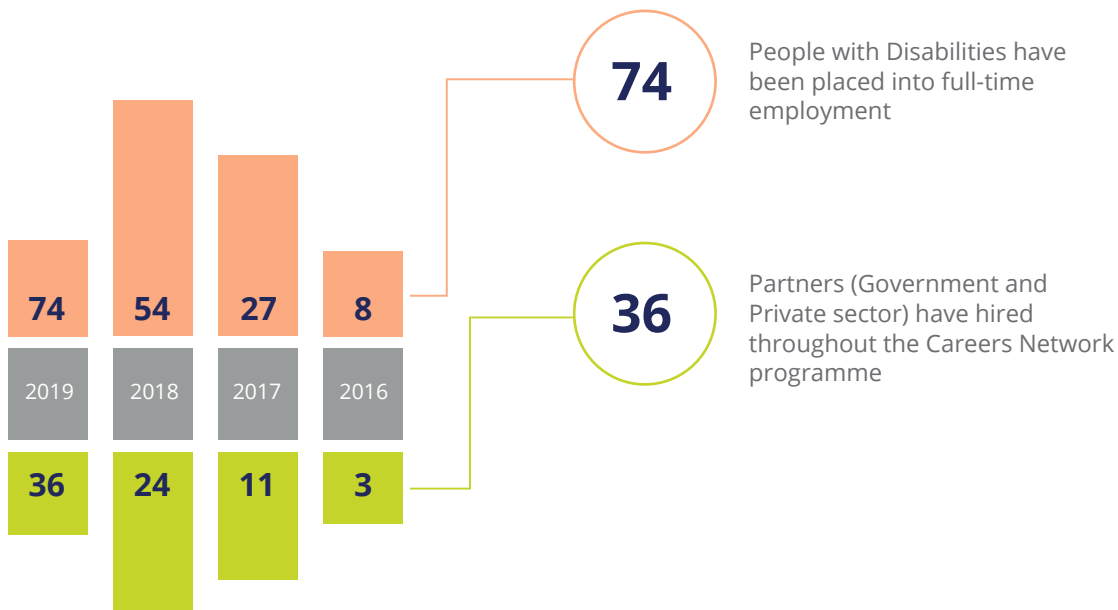 74
People with Disabilities have
been placed into full-time
employment
74 54 27 8
2019 2018 2017 2016
36 24 11 3
36
Partners (Government and
Private sector) have hired
throughout the Careers Network
programme